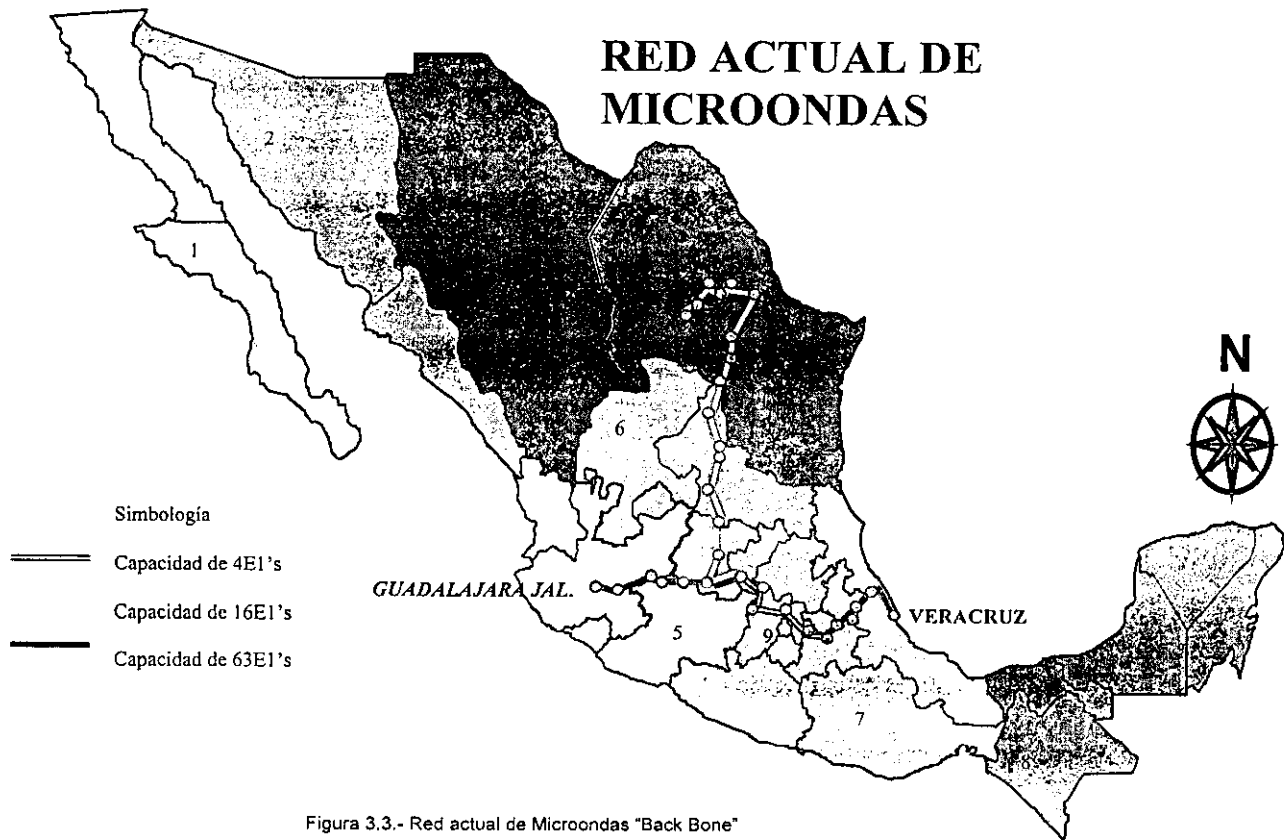 RED ACTUAL DE
MICROONDAS
2
1
N
6
Simbología
Capacidad de 4E1's
GUADALAJARA JAL.
Capacidad de 16E1's
VERACRUZ
5
9
Capacidad de 63E1's
7
8
Figura 3.3.- Red actual de Microondas "Back Bone"